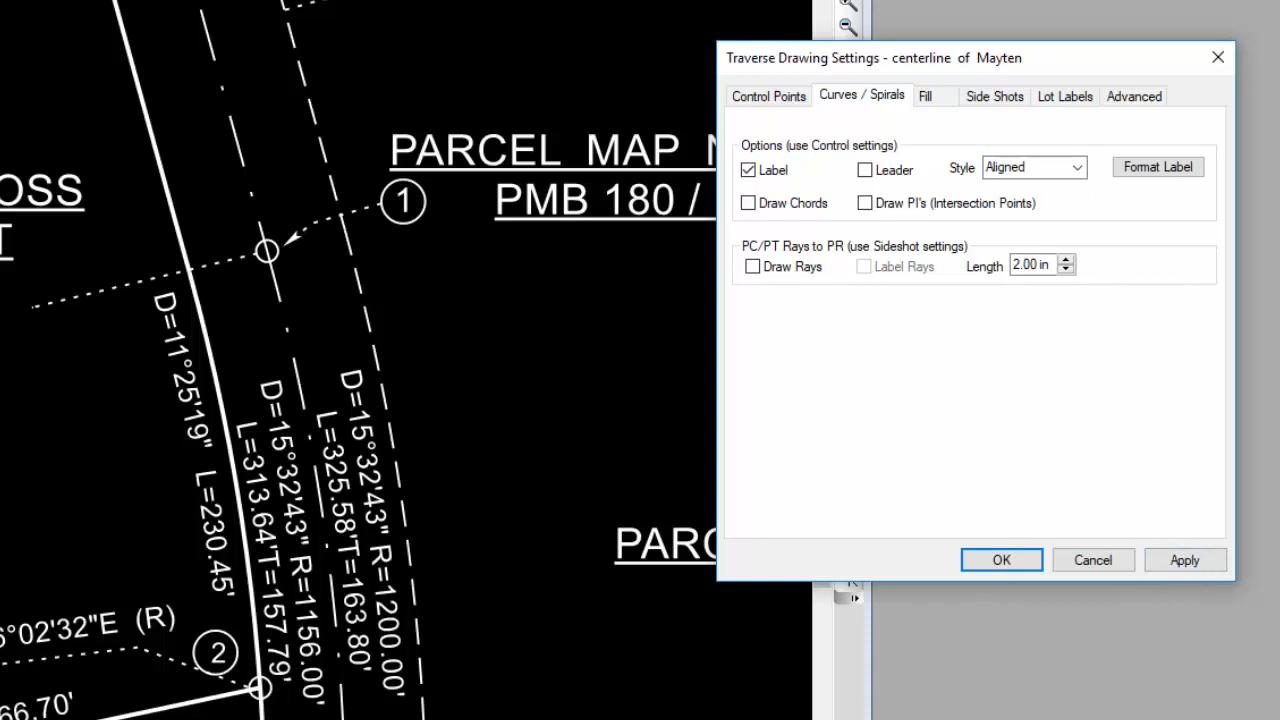 OSS
T
PARCEL MAP N
PMB 180 /
1
D=11°25'19" L=230.45'
D=15°32'43" R=1156.00'
L=313.64' T=157.79'
D=15°32'43" R=1200.00'
L=325.58' T=163.80'
PARC
6°02'32"E (R)
2
66.70'
Traverse Drawing Settings - centerline of Mayten
Control Points
Curves / Spirals
Fill
Side Shots
Lot Labels
Advanced
Options (use Control settings)
Label
Leader
Style
Aligned
Format Label
Draw Chords
Draw PI's (Intersection Points)
PC/PT Rays to PR (use Sideshot settings)
Draw Rays
Label Rays
Length
2.00 in
OK
Cancel
Apply